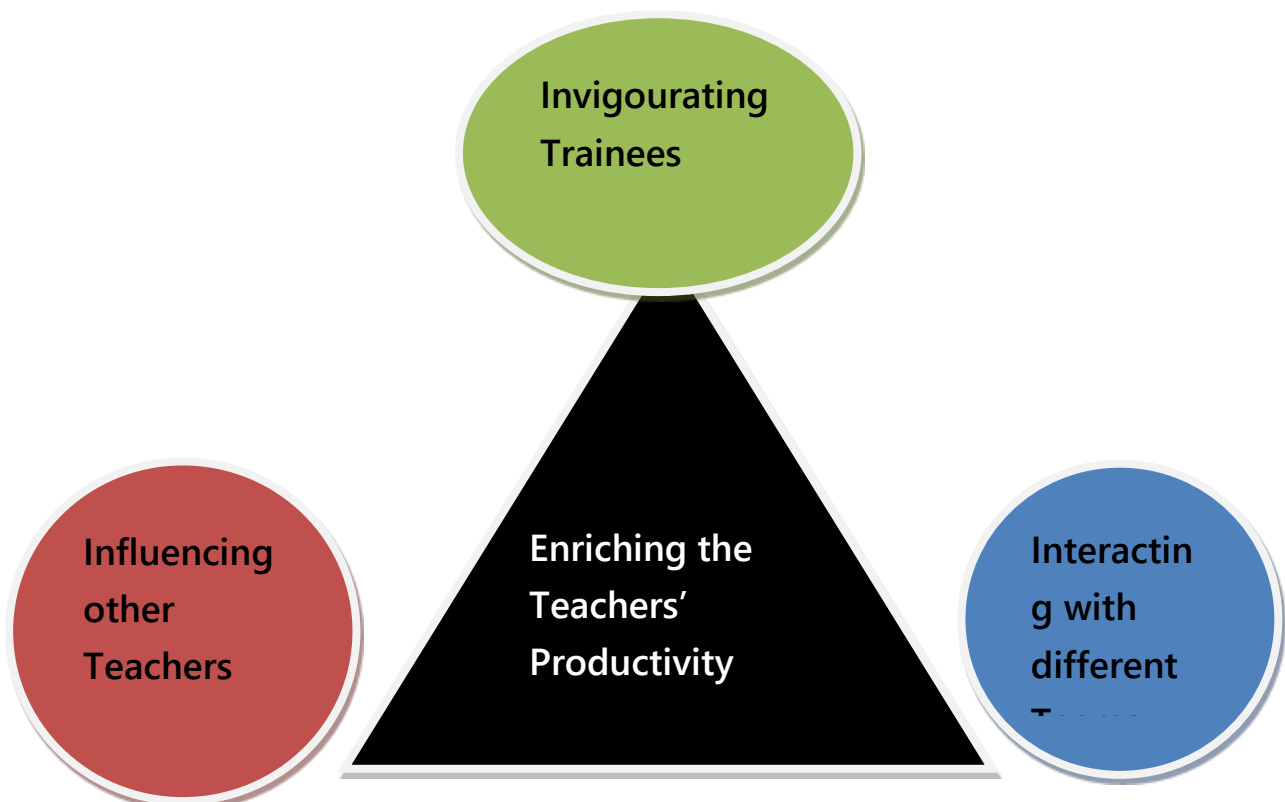 Invigourating
Trainees
Influencing
other
Teachers
Enriching the
Teachers’
Productivity
Interactin
g with
different